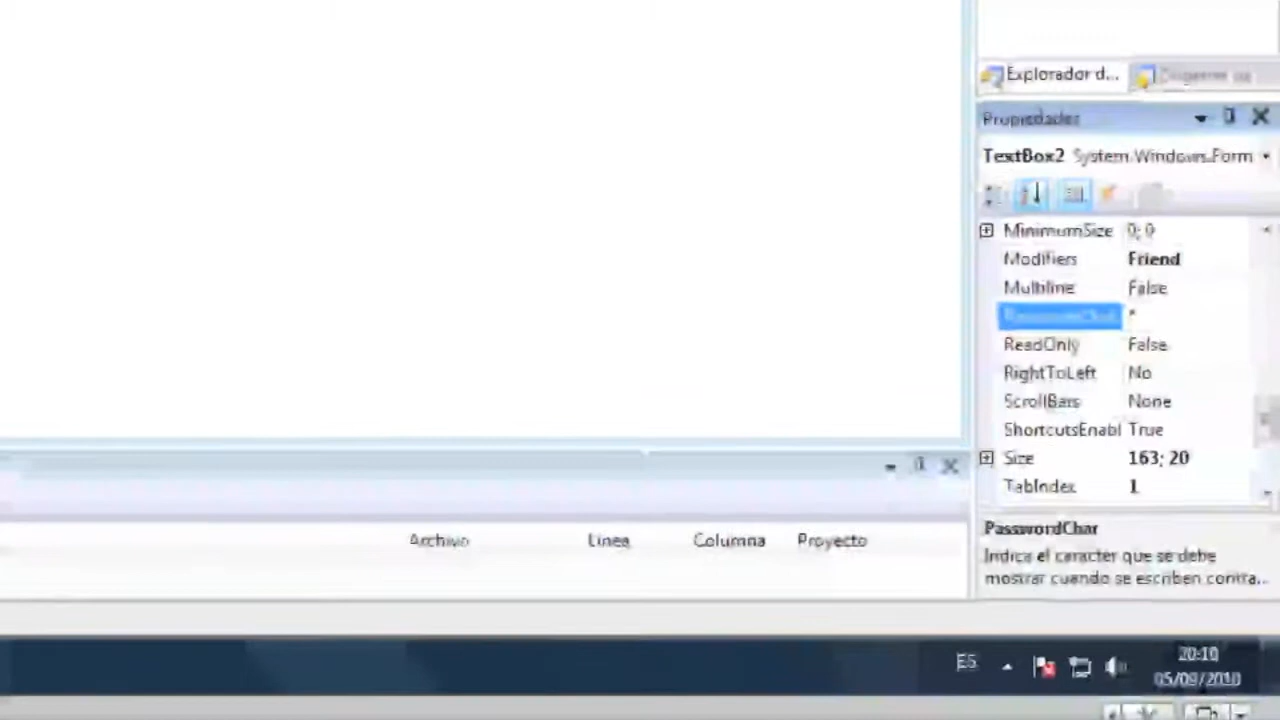 Explorador d...
Propiedades
TextBox2 System.Windows.Form
MinimumSize 0; 0
Modifiers Friend
Multiline False
PasswordChar *
ReadOnly False
RightToLeft No
ScrollBars None
ShortcutsEnabl True
Size 163; 20
TabIndex 1
PasswordChar
Indica el carácter que se debe
mostrar cuando se escriben contra...
Archivo Línea Columna Proyecto
ES
20:10
05/09/2010